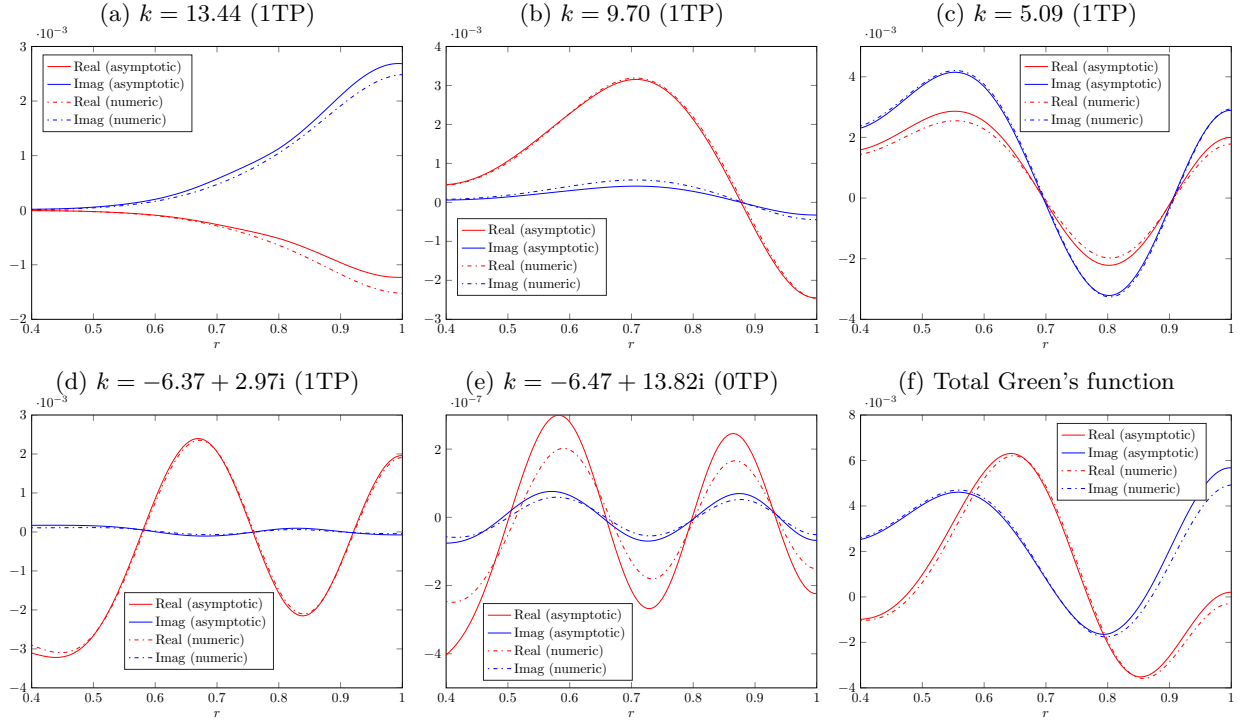 (a) k = 13.44 (1TP)
·10⁻³
3
2
1
0
−1
−2
0.4 0.5 0.6 0.7 0.8 0.9 1
r
Real (asymptotic)
Imag (asymptotic)
Real (numeric)
Imag (numeric)
(b) k = 9.70 (1TP)
·10⁻³
4
3
2
1
0
−1
−2
−3
0.4 0.5 0.6 0.7 0.8 0.9 1
r
Real (asymptotic)
Imag (asymptotic)
Real (numeric)
Imag (numeric)
(c) k = 5.09 (1TP)
·10⁻³
4
2
0
−2
−4
0.4 0.5 0.6 0.7 0.8 0.9 1
r
Real (asymptotic)
Imag (asymptotic)
Real (numeric)
Imag (numeric)
(d) k = −6.37 + 2.97i (1TP)
·10⁻³
3
2
1
0
−1
−2
−3
−4
0.4 0.5 0.6 0.7 0.8 0.9 1
r
Real (asymptotic)
Imag (asymptotic)
Real (numeric)
Imag (numeric)
(e) k = −6.47 + 13.82i (0TP)
·10⁻⁷
2
0
−2
−4
0.4 0.5 0.6 0.7 0.8 0.9 1
r
Real (asymptotic)
Imag (asymptotic)
Real (numeric)
Imag (numeric)
(f) Total Green's function
·10⁻³
8
6
4
2
0
−2
−4
0.4 0.5 0.6 0.7 0.8 0.9 1
r
Real (asymptotic)
Imag (asymptotic)
Real (numeric)
Imag (numeric)